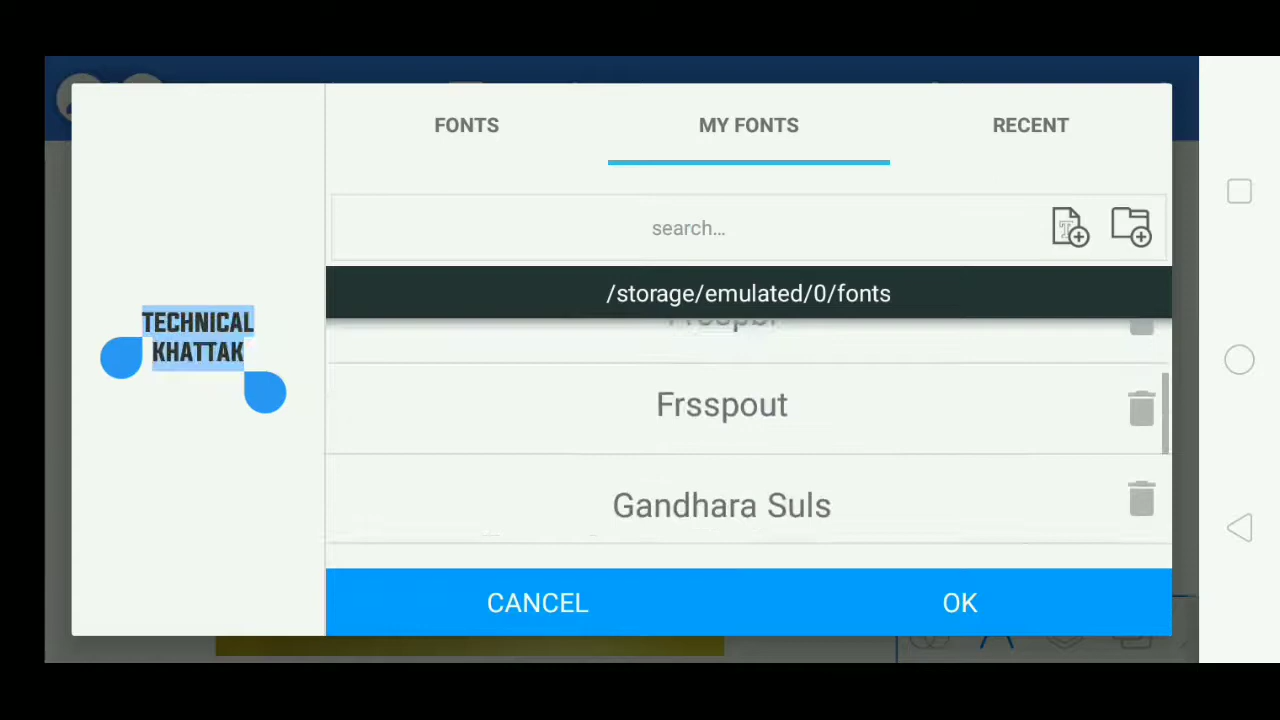 FONTS
MY FONTS
RECENT
search...
/storage/emulated/0/fonts
TECHNICAL
KHATTAK
Frsspout
Gandhara Suls
CANCEL
OK